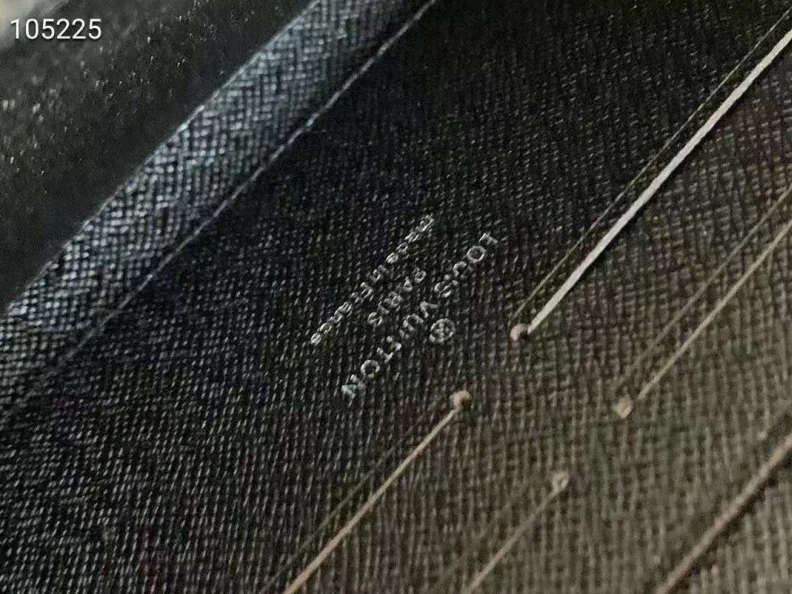 105225
®
LOUIS VUITTON
PARIS
made in France